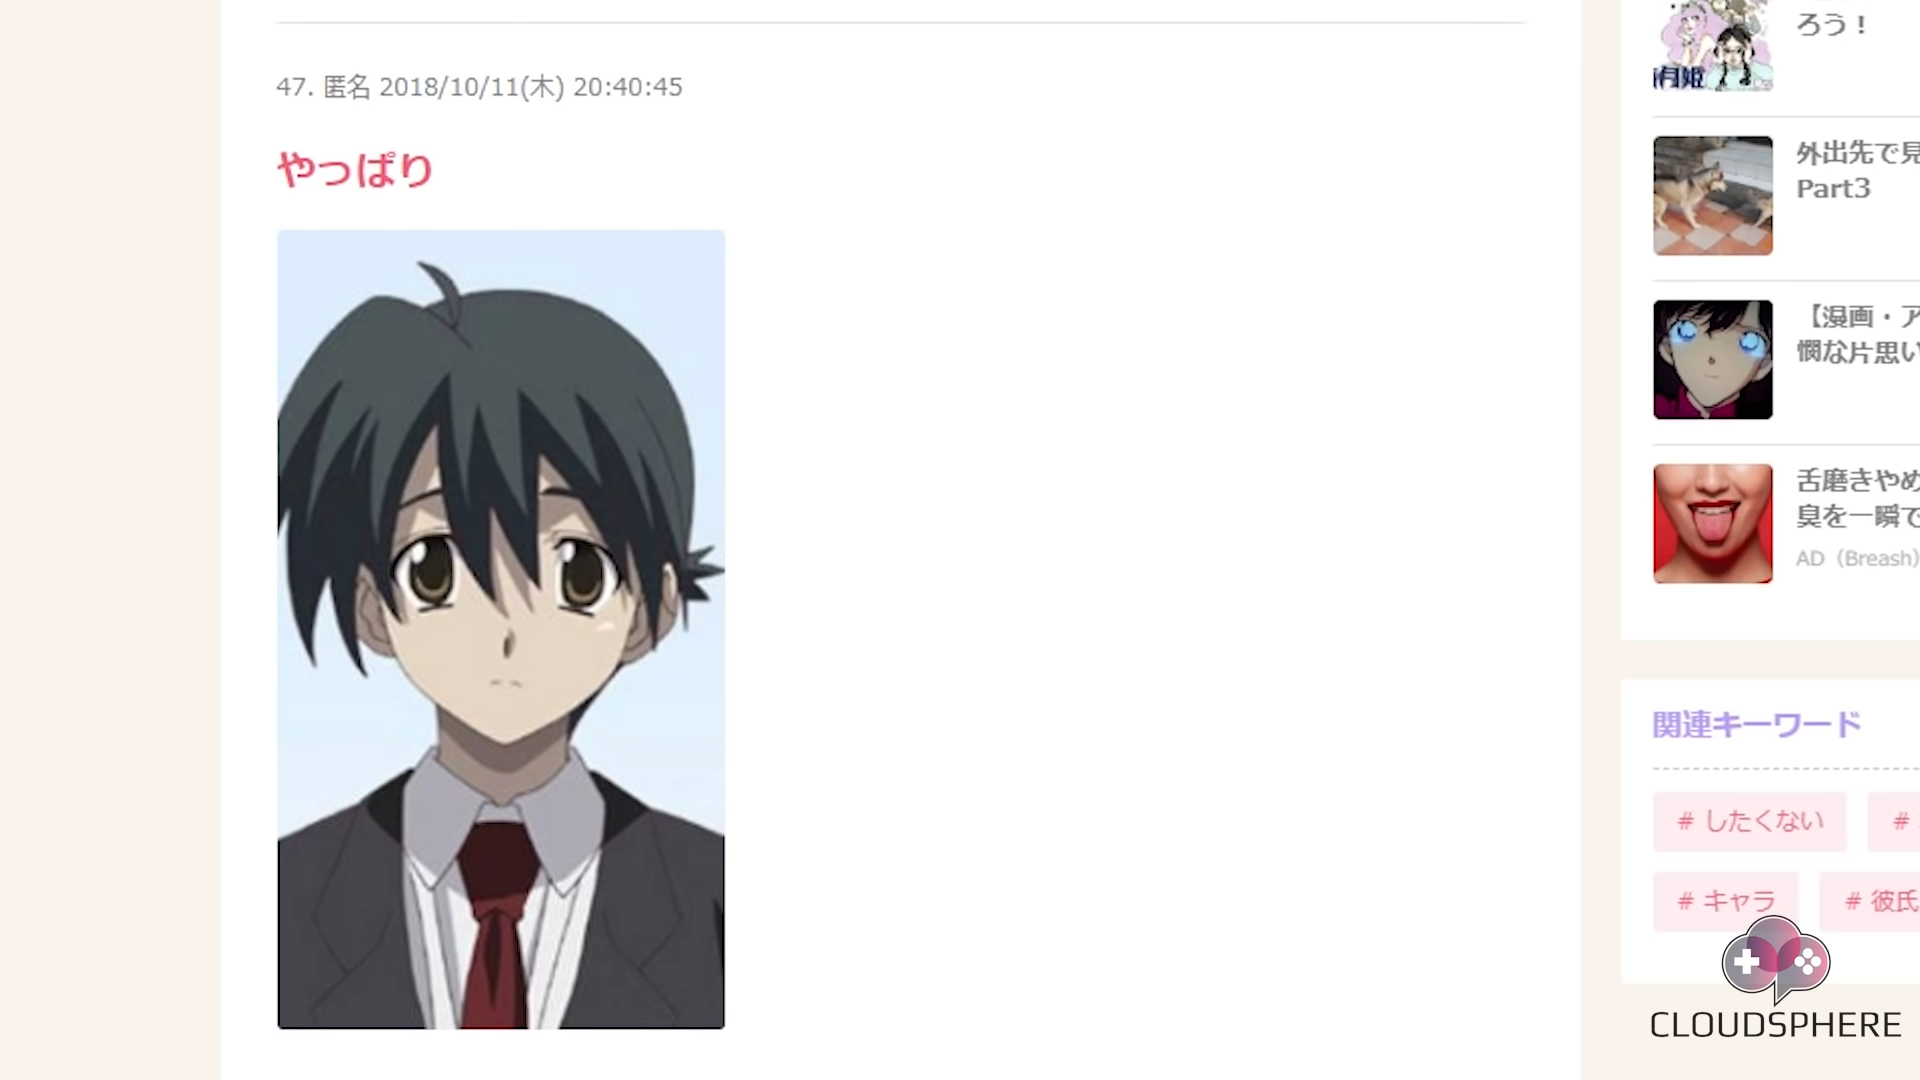 47. 匿名 2018/10/11(木) 20:40:45
やっぱり
ろう！
月姫
外出先で見
Part3
【漫画・ア
憫な片思い
舌磨きやめ
臭を一瞬で
AD（Breash）
関連キーワード
# したくない
#
# キャラ
# 彼氏
CLOUDSPHERE